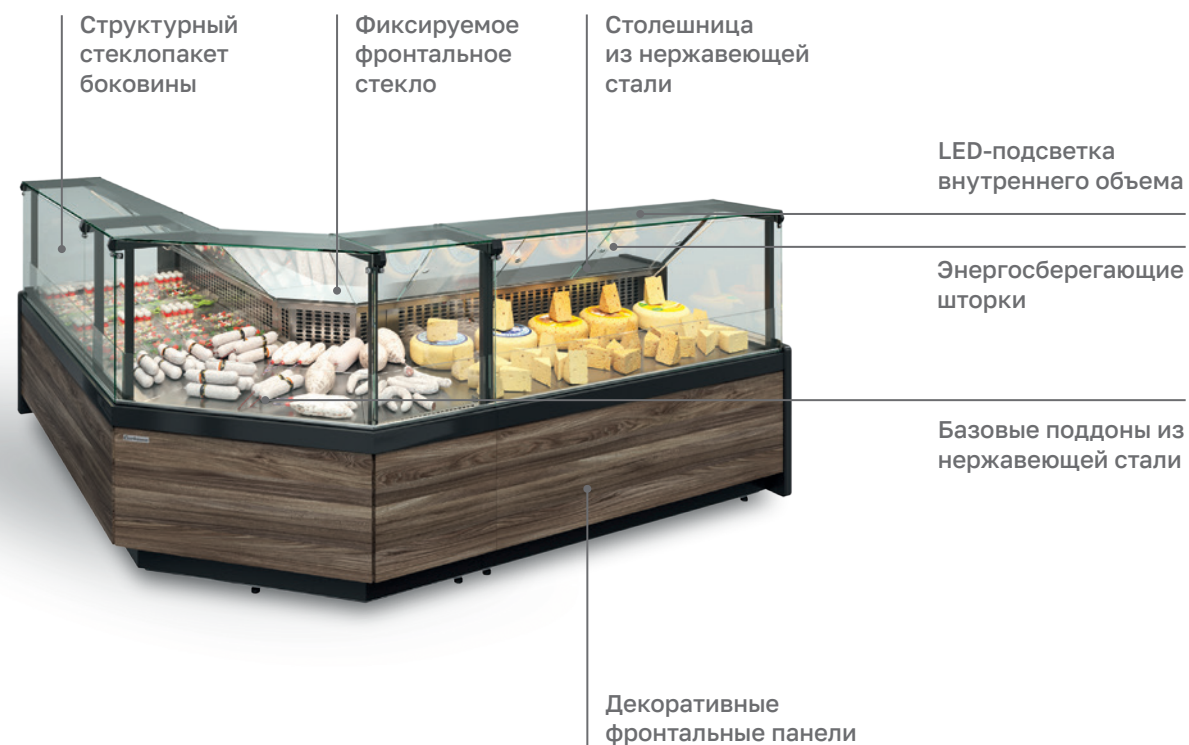 Структурный
стеклопакет
боковины
Фиксируемое
фронтальное
стекло
Столешница
из нержавеющей
стали
LED-подсветка
внутреннего объема
Энергосберегающие
шторки
Базовые поддоны из
нержавеющей стали
Декоративные
фронтальные панели